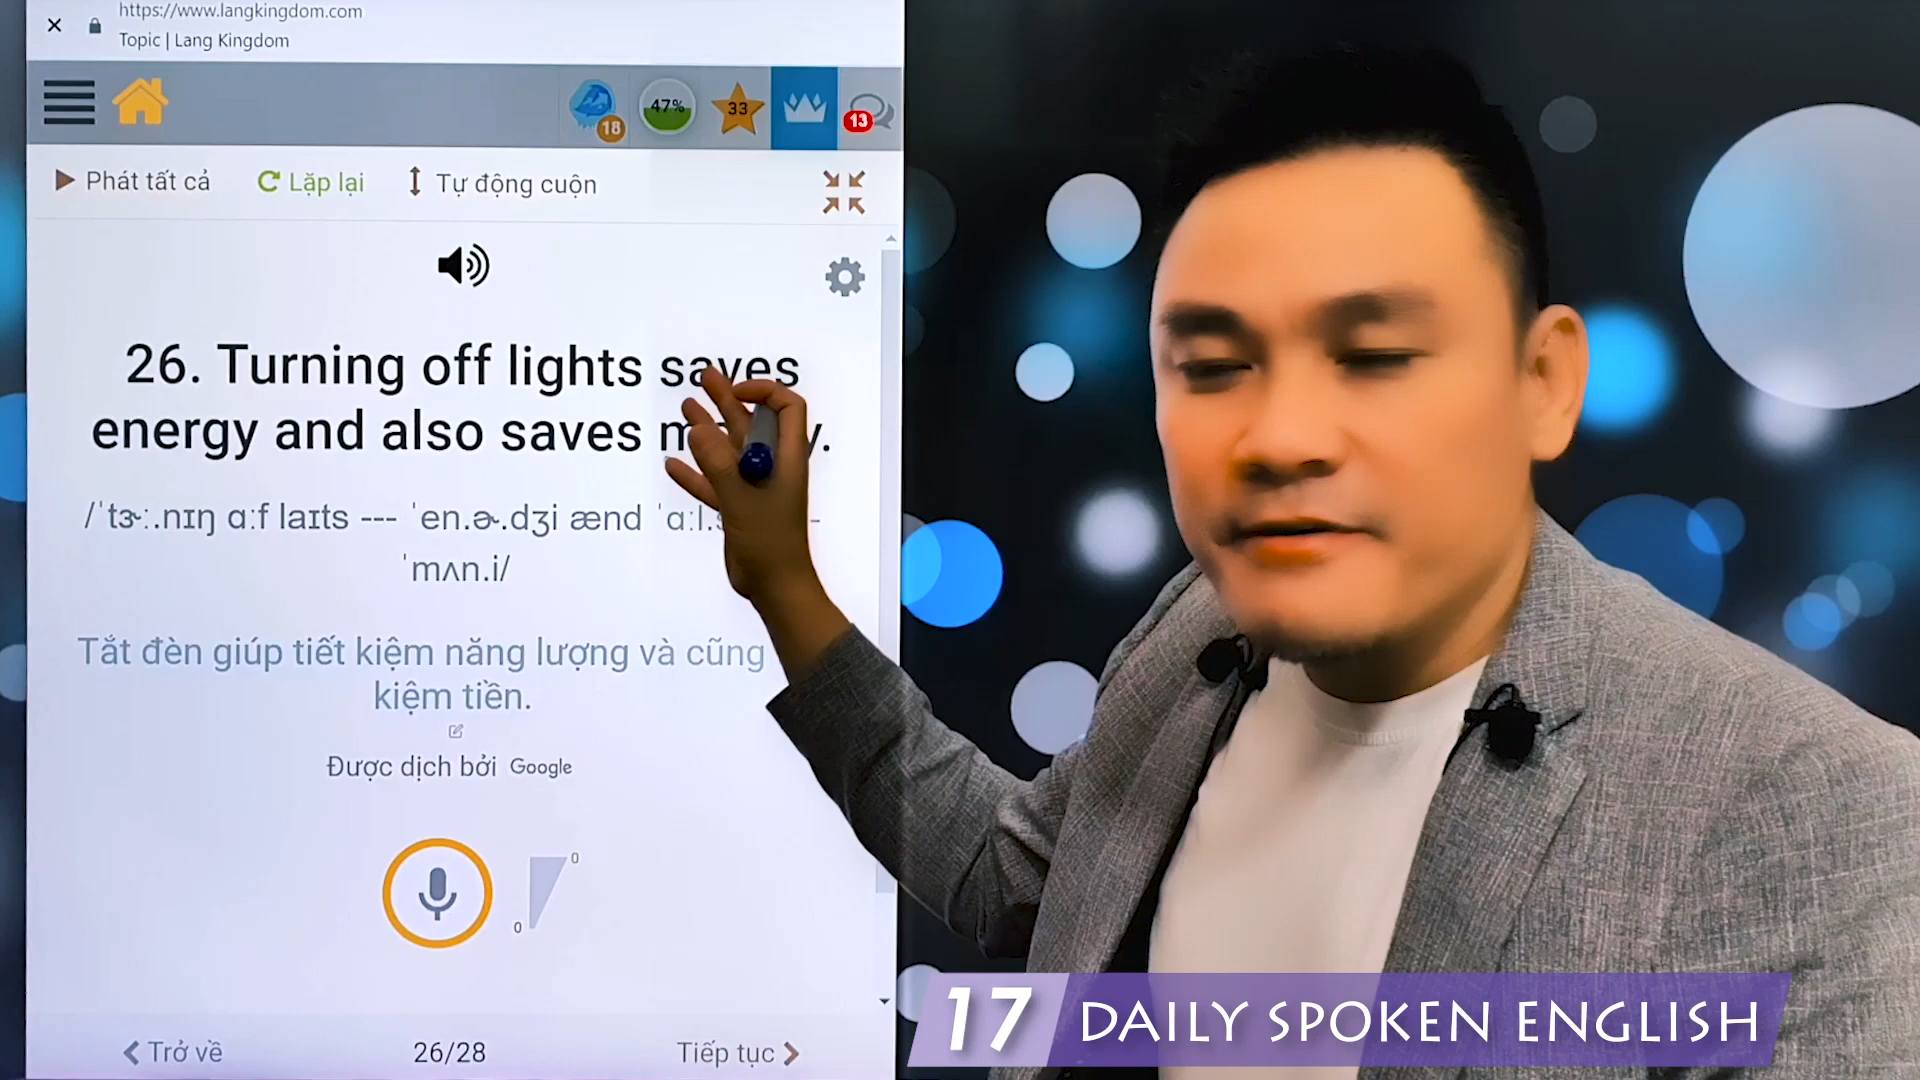 https://www.langkingdom.com
Topic | Lang Kingdom
18
47%
33
13
Phát tất cả
Lặp lại
Tự động cuộn
26. Turning off lights saves
energy and also saves
/ˈtɝː.nɪŋ ɑːf laɪts --- ˈen.ɚ.dʒi ænd
ˈmʌn.i/
Tắt đèn giúp tiết kiệm năng lượng và cũng
kiệm tiền.
Được dịch bởi Google
0
0
Trở về
26/28
Tiếp tục
17 DAILY SPOKEN ENGLISH